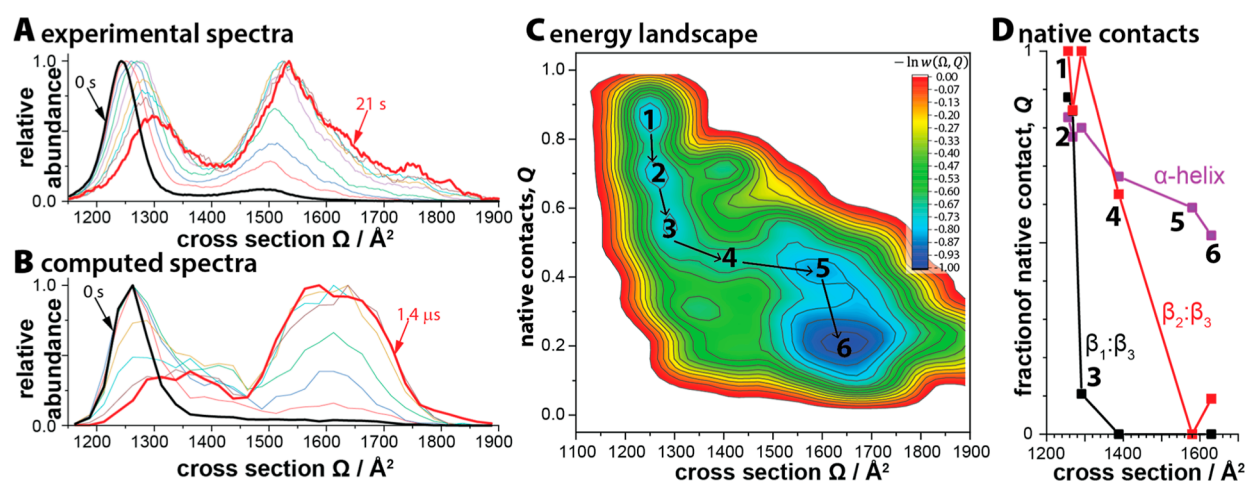 A experimental spectra
1.0
0 s
21 s
relative
abundance
0.0
1200 1300 1400 1500 1600 1700 1800 1900
cross section Ω / Å²
B computed spectra
1.0
0 s
1.4 μs
relative
abundance
0.0
1200 1300 1400 1500 1600 1700 1800 1900
cross section Ω / Å²
C energy landscape
− ln w(Ω, Q)
0.00
-0.07
-0.13
-0.20
-0.27
-0.33
-0.40
-0.47
-0.53
-0.60
-0.67
-0.73
-0.80
-0.87
-0.93
-1.00
native contacts, Q
1.0
0.8
0.6
0.4
0.2
0.0
1
2
3
4
5
6
1100 1200 1300 1400 1500 1600 1700 1800 1900
cross section Ω / Å²
D native contacts
fractionof native contact, Q
1
0
1
2
3
4
5
6
α-helix
β₂:β₃
β₁:β₃
1200 1400 1600
cross section Ω / Å²